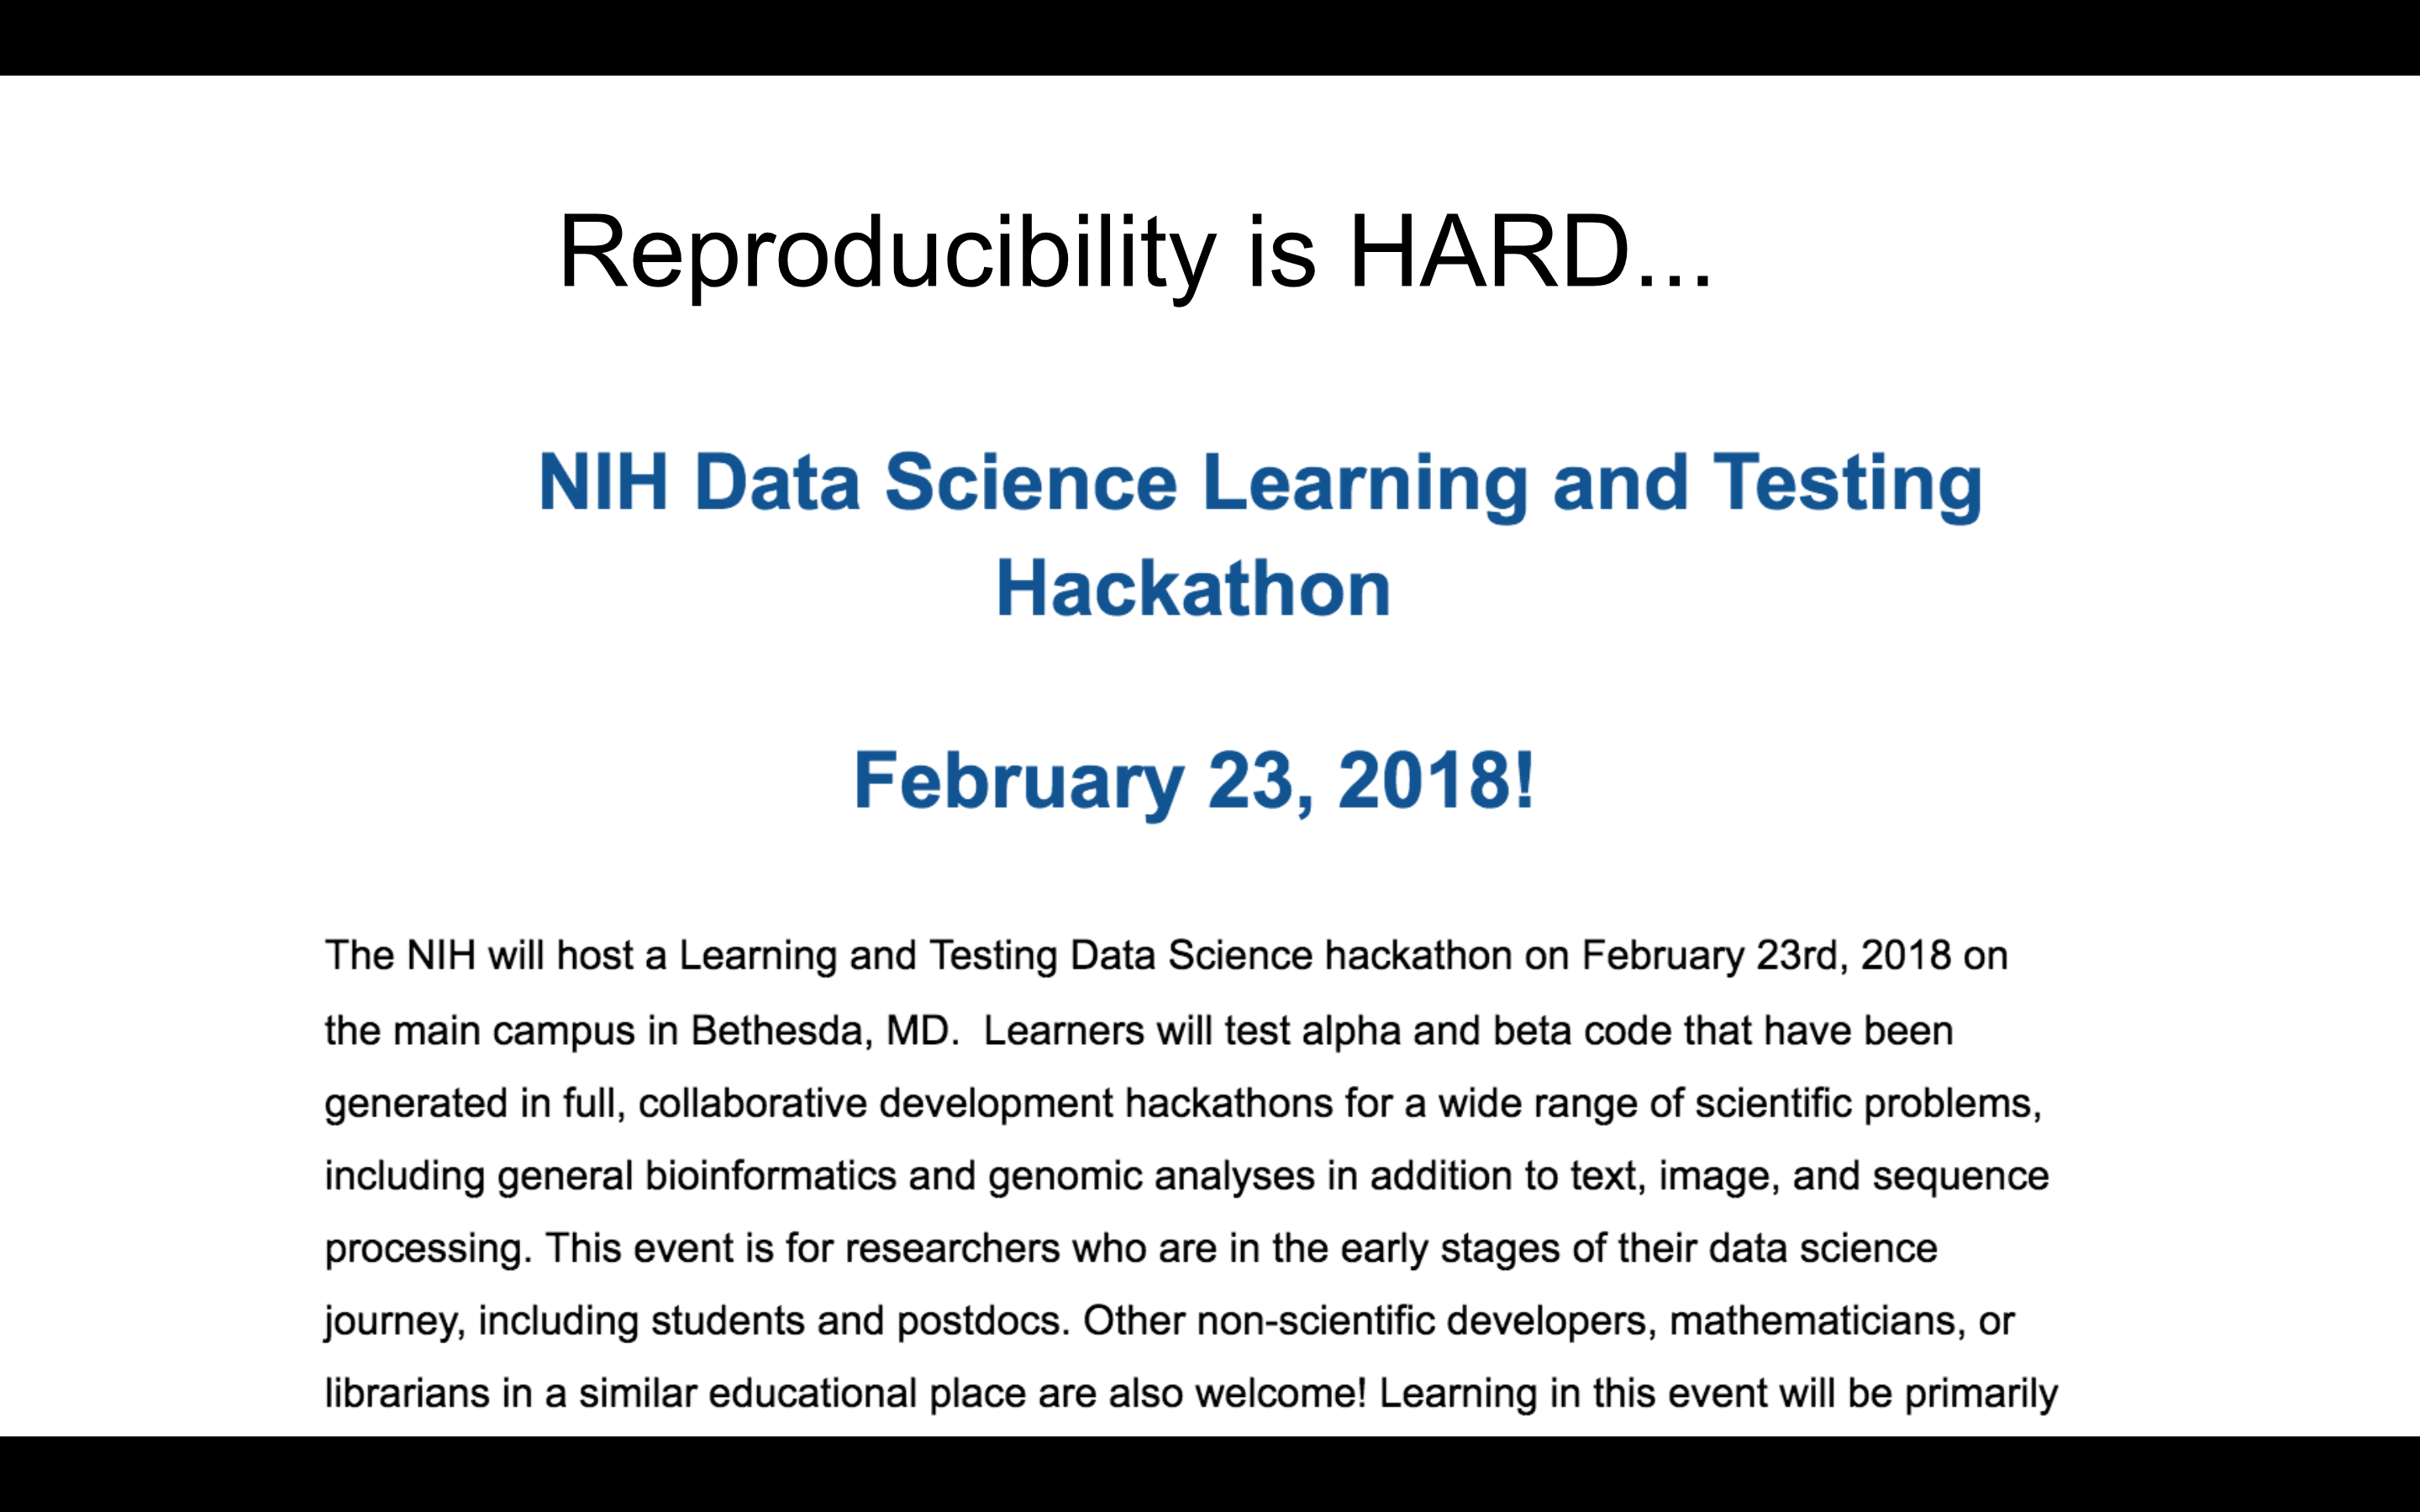 Reproducibility is HARD...
NIH Data Science Learning and Testing
Hackathon
February 23, 2018!
The NIH will host a Learning and Testing Data Science hackathon on February 23rd, 2018 on
the main campus in Bethesda, MD.  Learners will test alpha and beta code that have been
generated in full, collaborative development hackathons for a wide range of scientific problems,
including general bioinformatics and genomic analyses in addition to text, image, and sequence
processing. This event is for researchers who are in the early stages of their data science
journey, including students and postdocs. Other non-scientific developers, mathematicians, or
librarians in a similar educational place are also welcome! Learning in this event will be primarily